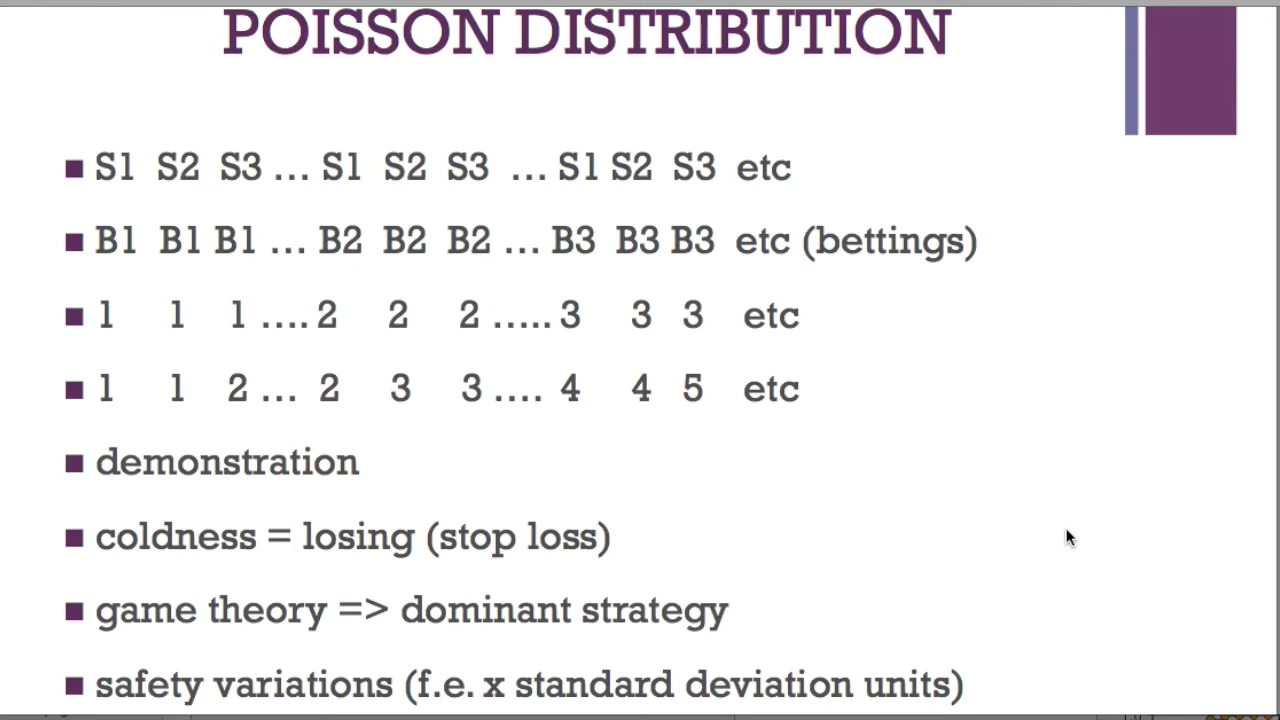 POISSON DISTRIBUTION
S1 S2 S3 ... S1 S2 S3 ... S1 S2 S3 etc
B1 B1 B1 ... B2 B2 B2 ... B3 B3 B3 etc (bettings)
1 1 1 .... 2 2 2 ..... 3 3 3 etc
1 1 2 ... 2 3 3 .... 4 4 5 etc
demonstration
coldness = losing (stop loss)
game theory => dominant strategy
safety variations (f.e. x standard deviation units)